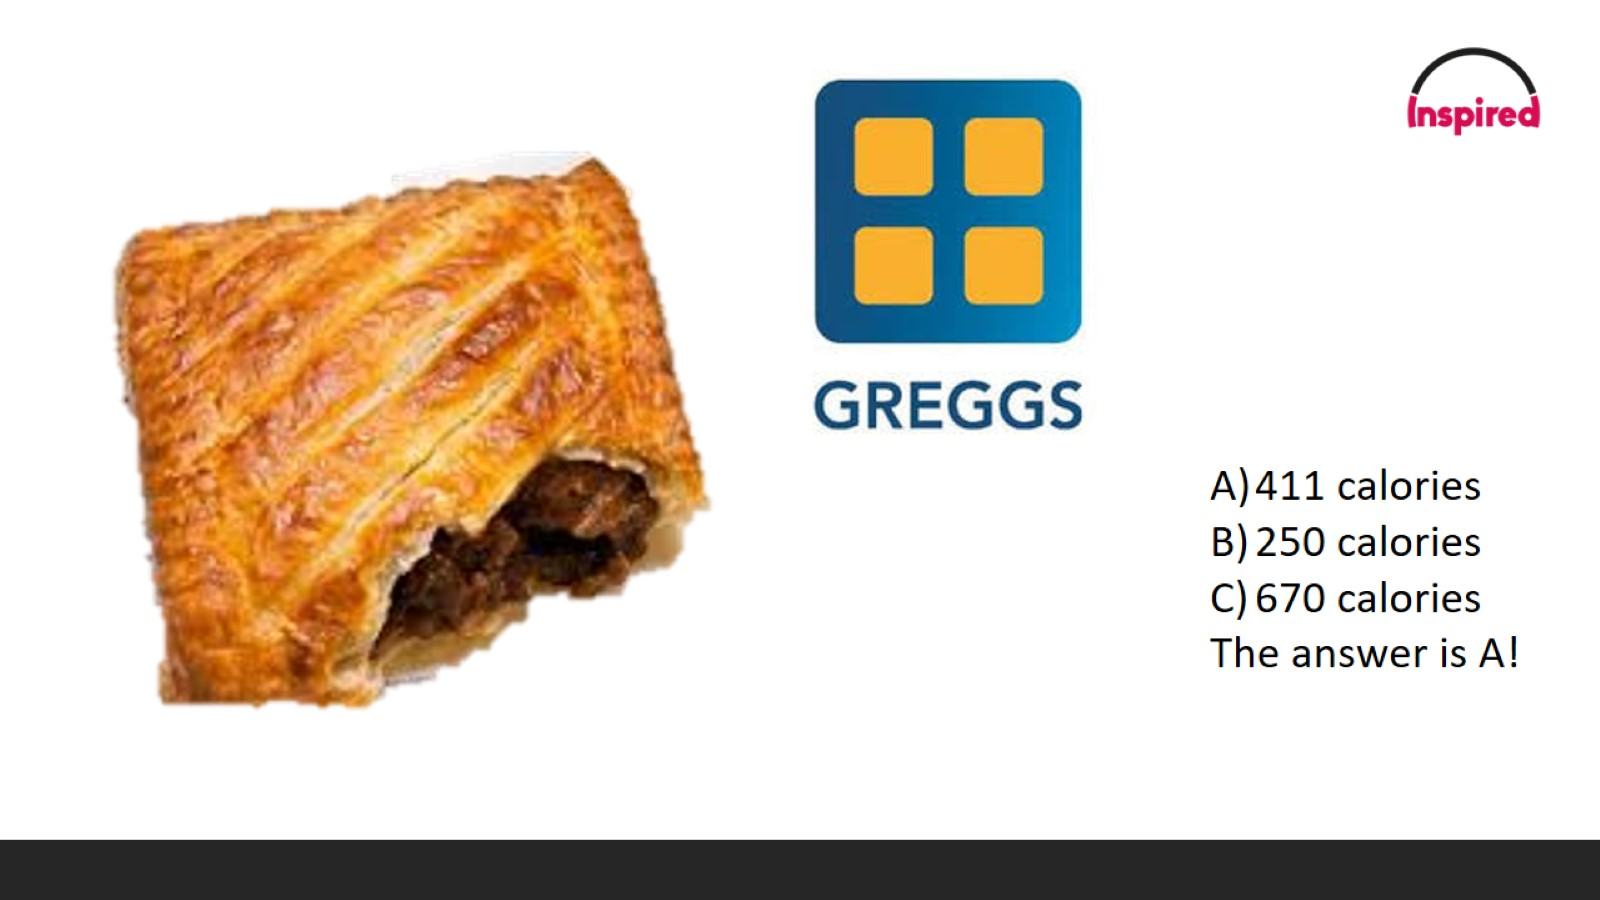 Inspired
GREGGS
A) 411 calories
B) 250 calories
C) 670 calories
The answer is A!